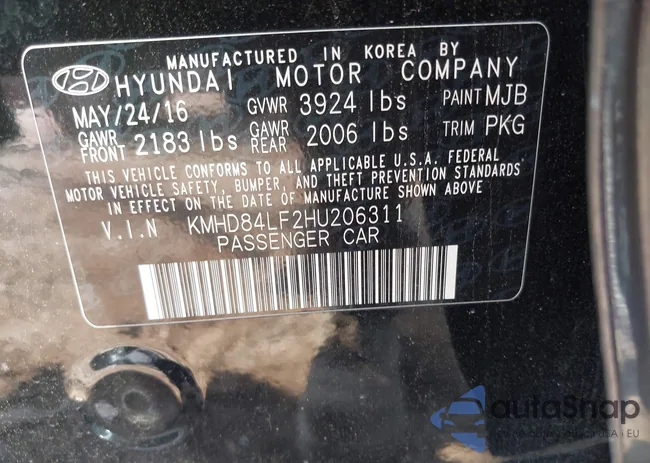 MANUFACTURED IN KOREA BY
HYUNDAI MOTOR COMPANY
MAY/24/16 GVWR 3924 lbs PAINT MJB
GAWR FRONT 2183 lbs GAWR REAR 2006 lbs TRIM PKG
THIS VEHICLE CONFORMS TO ALL APPLICABLE U.S.A. FEDERAL
MOTOR VEHICLE SAFETY, BUMPER, AND THEFT PREVENTION STANDARDS
IN EFFECT ON THE DATE OF MANUFACTURE SHOWN ABOVE
V.I.N KMHD84LF2HU206311
PASSENGER CAR
autoSnap